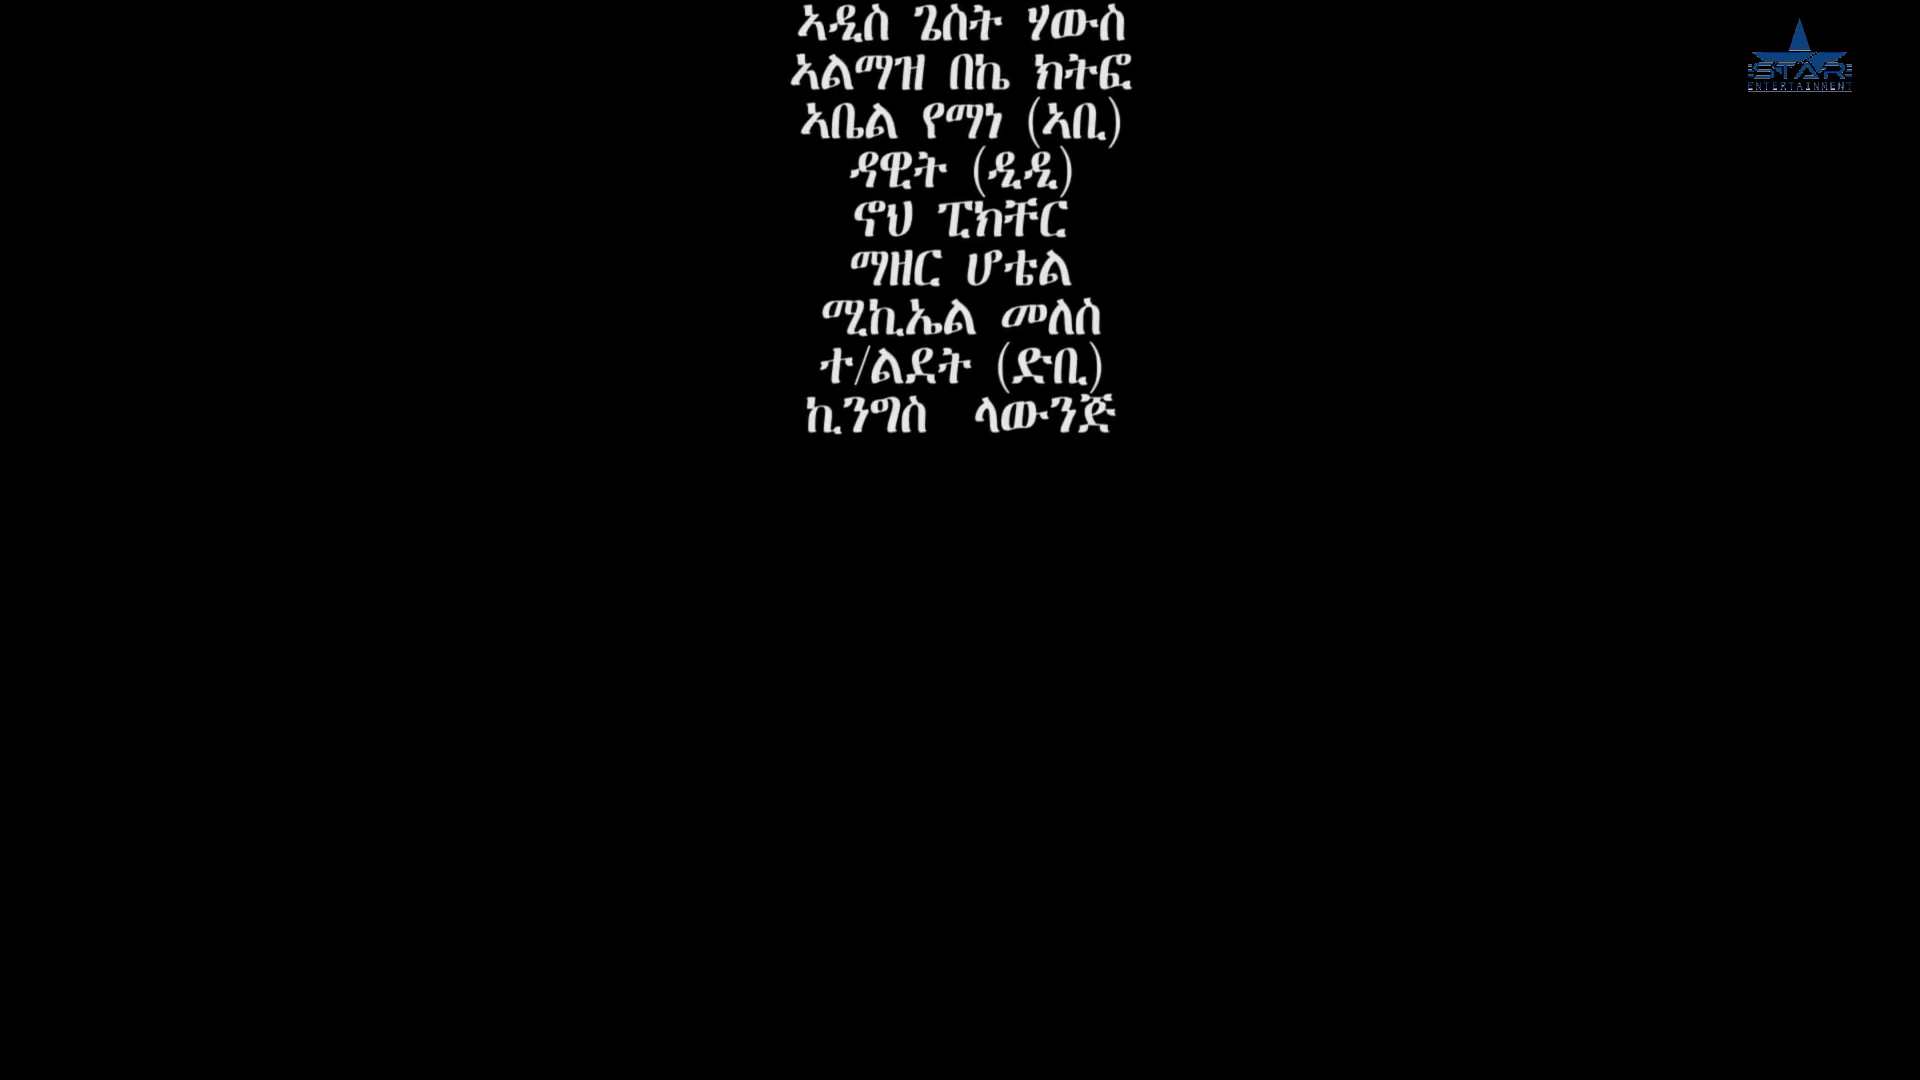 ኣዲስ ጌስት ሃውስ
ኣልማዝ በኬ ክትፎ
ኣቤል የማነ (ኣቢ)
ዳዊት (ዲዲ)
ኖህ ፒክቸር
ማዘር ሆቴል
ሚኪኤል መለስ
ተ/ልደት (ድቢ)
ኪንግስ ላውንጅ
STAR
ENTERTAINMENT